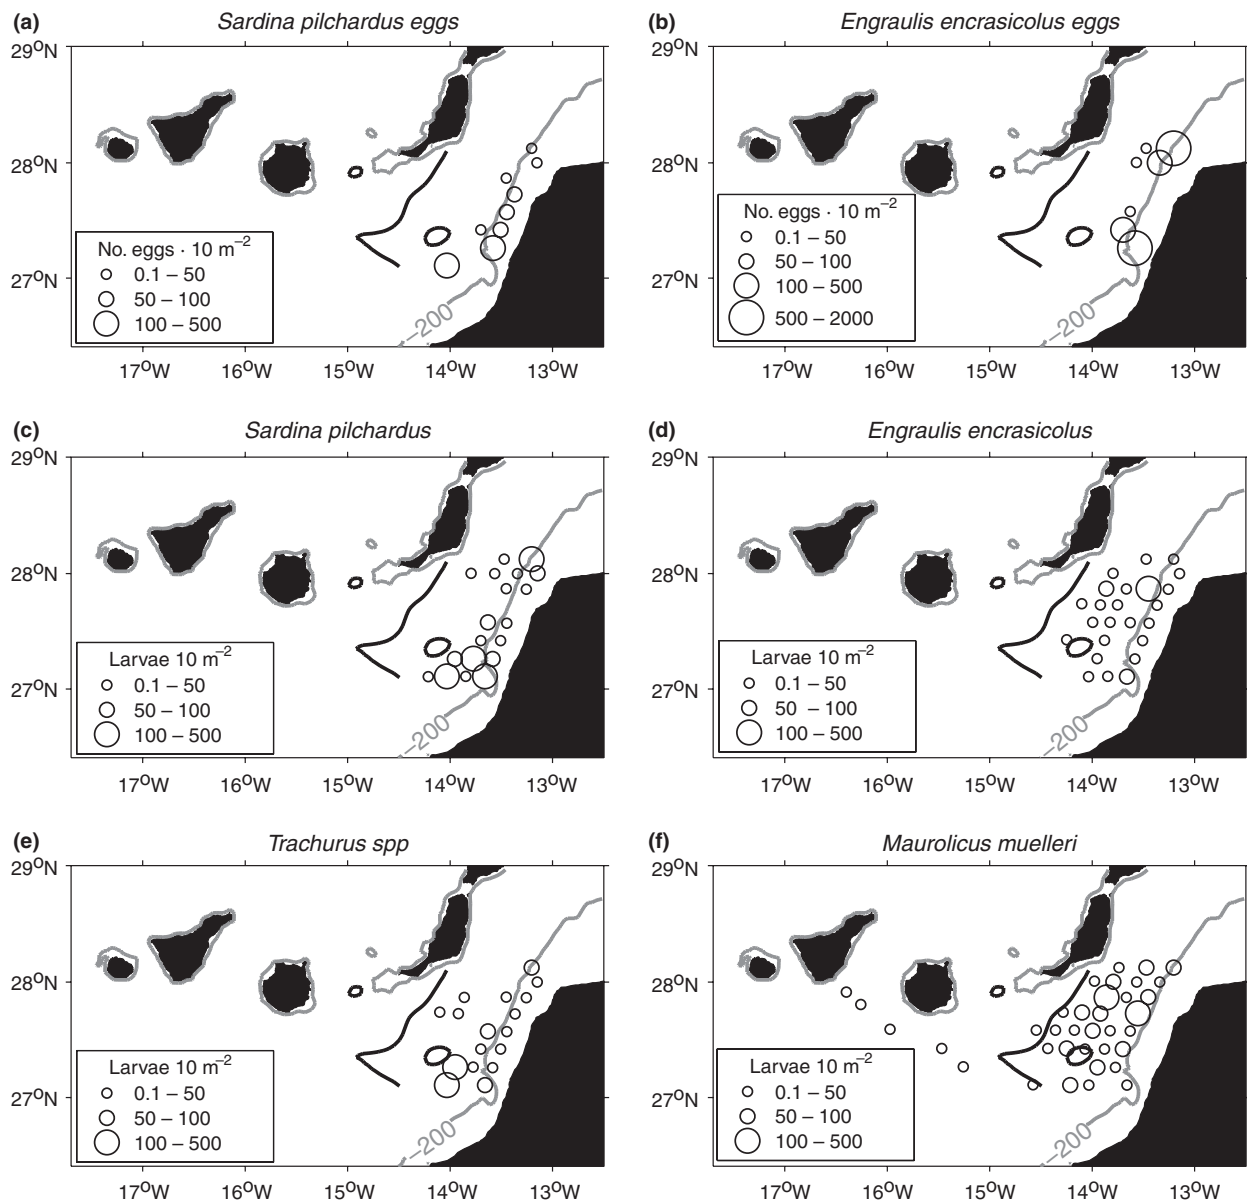 (a) Sardina pilchardus eggs
29°N
28°N
27°N
No. eggs · 10 m⁻²
0.1 – 50
50 – 100
100 – 500
–200
17°W 16°W 15°W 14°W 13°W
(b) Engraulis encrasicolus eggs
29°N
28°N
27°N
No. eggs · 10 m⁻²
0.1 – 50
50 – 100
100 – 500
500 – 2000
–200
17°W 16°W 15°W 14°W 13°W
(c) Sardina pilchardus
29°N
28°N
27°N
Larvae 10 m⁻²
0.1 – 50
50 – 100
100 – 500
–200
17°W 16°W 15°W 14°W 13°W
(d) Engraulis encrasicolus
29°N
28°N
27°N
Larvae 10 m⁻²
0.1 – 50
50 – 100
100 – 500
–200
17°W 16°W 15°W 14°W 13°W
(e) Trachurus spp
29°N
28°N
27°N
Larvae 10 m⁻²
0.1 – 50
50 – 100
100 – 500
–200
17°W 16°W 15°W 14°W 13°W
(f) Maurolicus muelleri
29°N
28°N
27°N
Larvae 10 m⁻²
0.1 – 50
50 – 100
100 – 500
–200
17°W 16°W 15°W 14°W 13°W